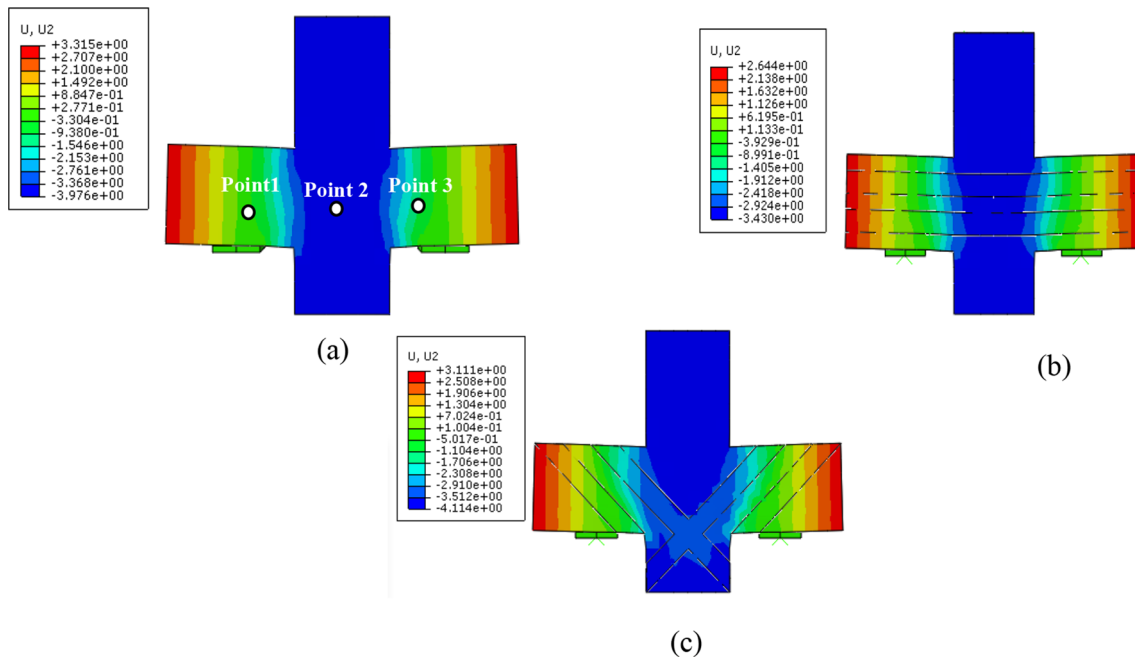 U, U2
+3.315e+00
+2.707e+00
+2.100e+00
+1.492e+00
+8.847e-01
+2.771e-01
-3.304e-01
-9.380e-01
-1.546e+00
-2.153e+00
-2.761e+00
-3.368e+00
-3.976e+00
Point1
Point 2
Point 3
(a)
U, U2
+2.644e+00
+2.138e+00
+1.632e+00
+1.126e+00
+6.195e-01
+1.133e-01
-3.929e-01
-8.991e-01
-1.405e+00
-1.912e+00
-2.418e+00
-2.924e+00
-3.430e+00
(b)
U, U2
+3.111e+00
+2.508e+00
+1.906e+00
+1.304e+00
+7.024e-01
+1.004e-01
-5.017e-01
-1.104e+00
-1.706e+00
-2.308e+00
-2.910e+00
-3.512e+00
-4.114e+00
(c)